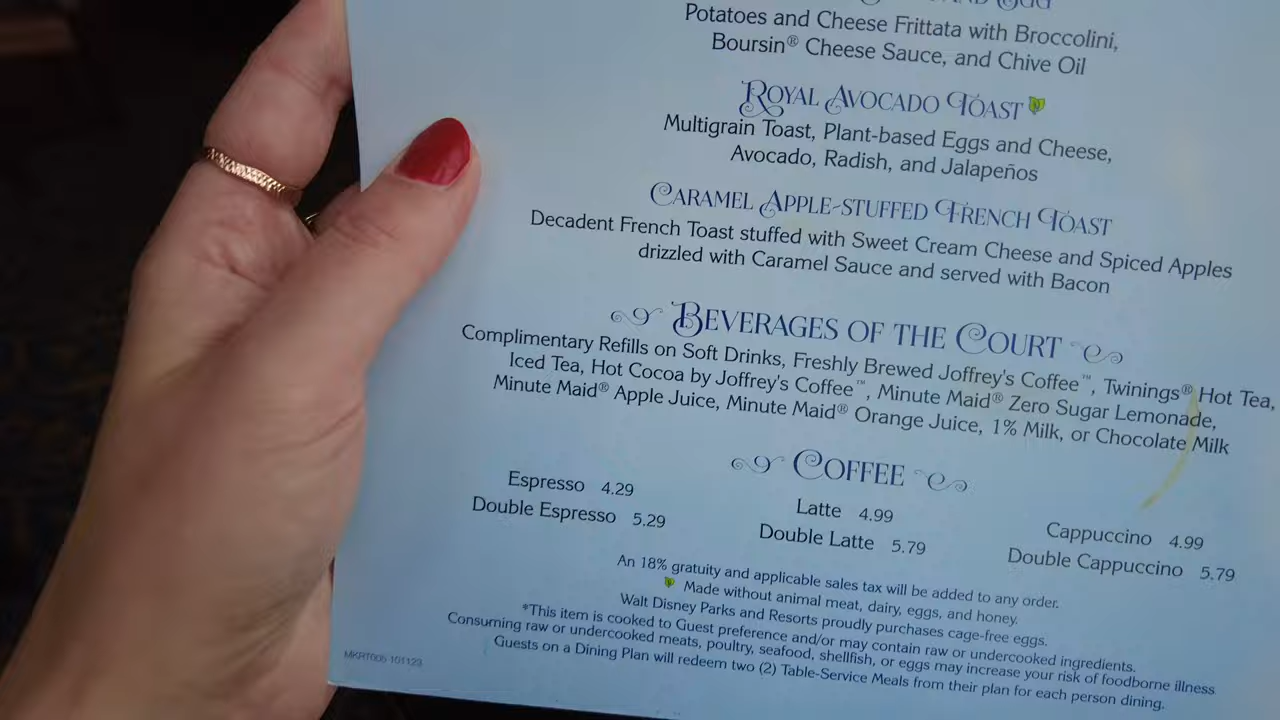 Potatoes and Cheese Frittata with Broccolini,
Boursin® Cheese Sauce, and Chive Oil
ROYAL AVOCADO TOAST
Multigrain Toast, Plant-based Eggs and Cheese,
Avocado, Radish, and Jalapeños
CARAMEL APPLE-STUFFED FRENCH TOAST
Decadent French Toast stuffed with Sweet Cream Cheese and Spiced Apples
drizzled with Caramel Sauce and served with Bacon
BEVERAGES OF THE COURT
Complimentary Refills on Soft Drinks, Freshly Brewed Joffrey's Coffee™, Twinings® Hot Tea,
Iced Tea, Hot Cocoa by Joffrey's Coffee™, Minute Maid® Zero Sugar Lemonade,
Minute Maid® Apple Juice, Minute Maid® Orange Juice, 1% Milk, or Chocolate Milk
COFFEE
Espresso 4.29 Latte 4.99 Cappuccino 4.99
Double Espresso 5.29 Double Latte 5.79 Double Cappuccino 5.79
An 18% gratuity and applicable sales tax will be added to any order.
Made without animal meat, dairy, eggs, and honey.
Walt Disney Parks and Resorts proudly purchases cage-free eggs.
*This item is cooked to Guest preference and/or may contain raw or undercooked ingredients.
Consuming raw or undercooked meats, poultry, seafood, shellfish, or eggs may increase your risk of foodborne illness
Guests on a Dining Plan will redeem two (2) Table-Service Meals from their plan for each person dining.